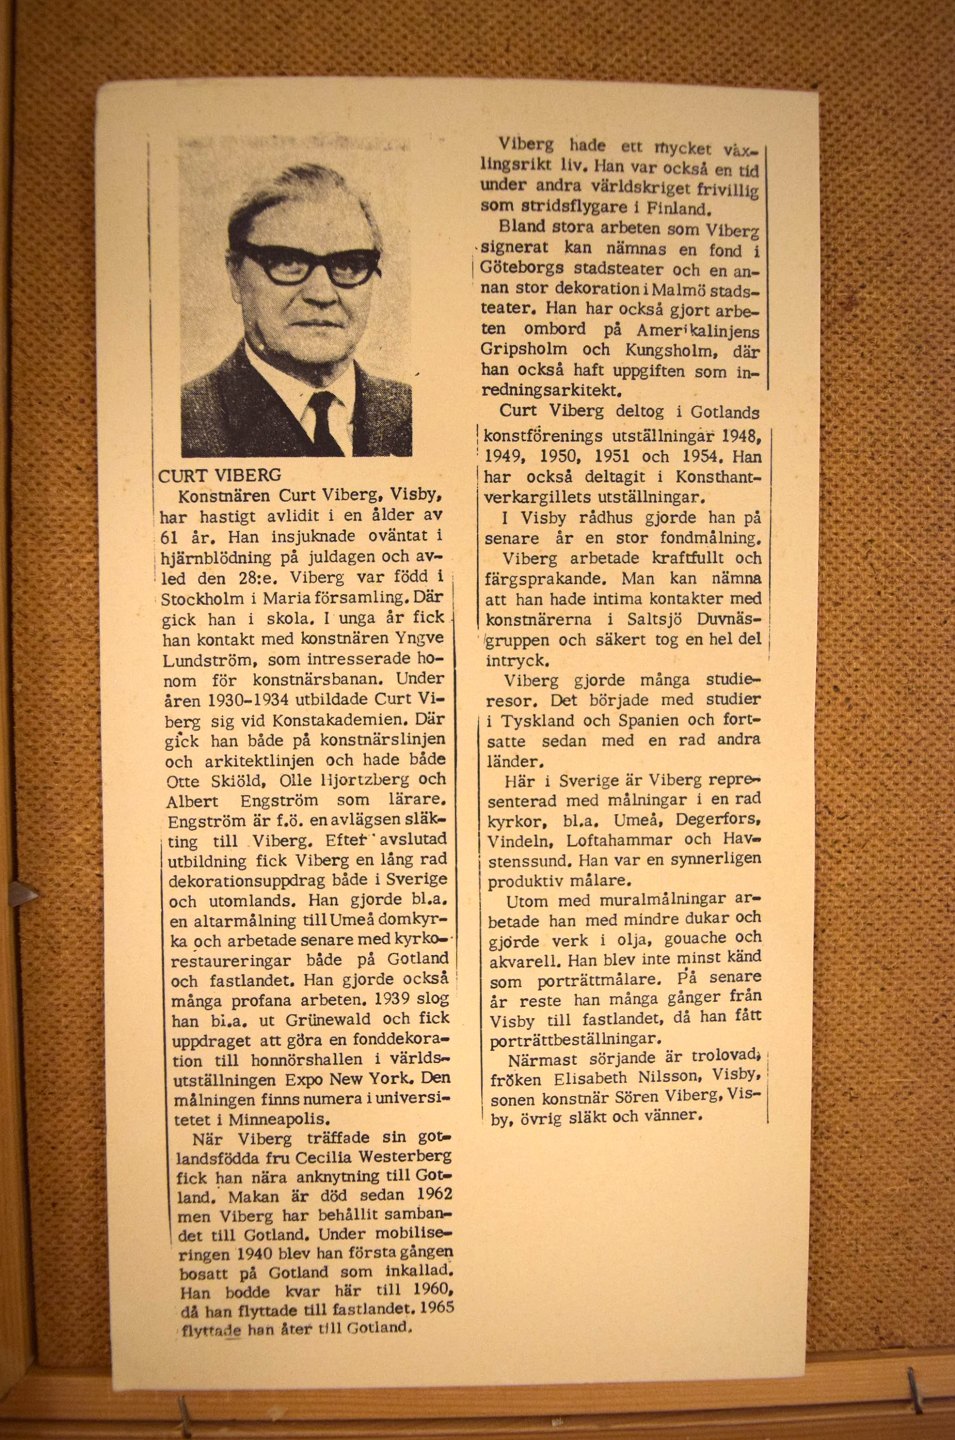 CURT VIBERG
Konstnären Curt Viberg, Visby,
har hastigt avlidit i en ålder av
61 år. Han insjuknade oväntat i
hjärnblödning på juldagen och av-
led den 28:e. Viberg var född i
Stockholm i Maria församling. Där
gick han i skola. I unga år fick
han kontakt med konstnären Yngve
Lundström, som intresserade ho-
nom för konstnärsbanan. Under
åren 1930-1934 utbildade Curt Vi-
berg sig vid Konstakademien. Där
gick han både på konstnärslinjen
och arkitektlinjen och hade både
Otte Skiöld, Olle Hjortzberg och
Albert Engström som lärare.
Engström är f.ö. en avlägsen släk-
ting till Viberg. Efter avslutad
utbildning fick Viberg en lång rad
dekorationsuppdrag både i Sverige
och utomlands. Han gjorde bl.a.
en altarmålning till Umeå domkyr-
ka och arbetade senare med kyrko-
restaureringar både på Gotland
och fastlandet. Han gjorde också
många profana arbeten. 1939 slog
han bl.a. ut Grünewald och fick
uppdraget att göra en fonddekora-
tion till honnörshallen i världs-
utställningen Expo New York. Den
målningen finns numera i universi-
tetet i Minneapolis.
När Viberg träffade sin got-
landsfödda fru Cecilia Westerberg
fick han nära anknytning till Got-
land. Makan är död sedan 1962
men Viberg har behållit samban-
det till Gotland. Under mobilise-
ringen 1940 blev han första gången
bosatt på Gotland som inkallad.
Han bodde kvar här till 1960,
då han flyttade till fastlandet. 1965
flyttade han åter till Gotland.
Viberg hade ett mycket väx-
lingsrikt liv. Han var också en tid
under andra världskriget frivillig
som stridsflygare i Finland.
Bland stora arbeten som Viberg
signerat kan nämnas en fond i
Göteborgs stadsteater och en an-
nan stor dekoration i Malmö stads-
teater. Han har också gjort arbe-
ten ombord på Amerikalinjens
Gripsholm och Kungsholm, där
han också haft uppgiften som in-
redningsarkitekt.
Curt Viberg deltog i Gotlands
konstförenings utställningar 1948,
1949, 1950, 1951 och 1954. Han
har också deltagit i Konsthant-
verkargillets utställningar.
I Visby rådhus gjorde han på
senare år en stor fondmålning.
Viberg arbetade kraftfullt och
färgsprakande. Man kan nämna
att han hade intima kontakter med
konstnärerna i Saltsjö Duvnäs-
gruppen och säkert tog en hel del
intryck.
Viberg gjorde många studie-
resor. Det började med studier
i Tyskland och Spanien och fort-
satte sedan med en rad andra
länder.
Här i Sverige är Viberg repre-
senterad med målningar i en rad
kyrkor, bl.a. Umeå, Degerfors,
Vindeln, Loftahammar och Hav-
stenssund. Han var en synnerligen
produktiv målare.
Utom med muralmålningar ar-
betade han med mindre dukar och
gjorde verk i olja, gouache och
akvarell. Han blev inte minst känd
som porträttmålare. På senare
år reste han många gånger från
Visby till fastlandet, då han fått
porträttbeställningar.
Närmast sörjande är trolovad,
fröken Elisabeth Nilsson, Visby,
sonen konstnär Sören Viberg, Vis-
by, övrig släkt och vänner.